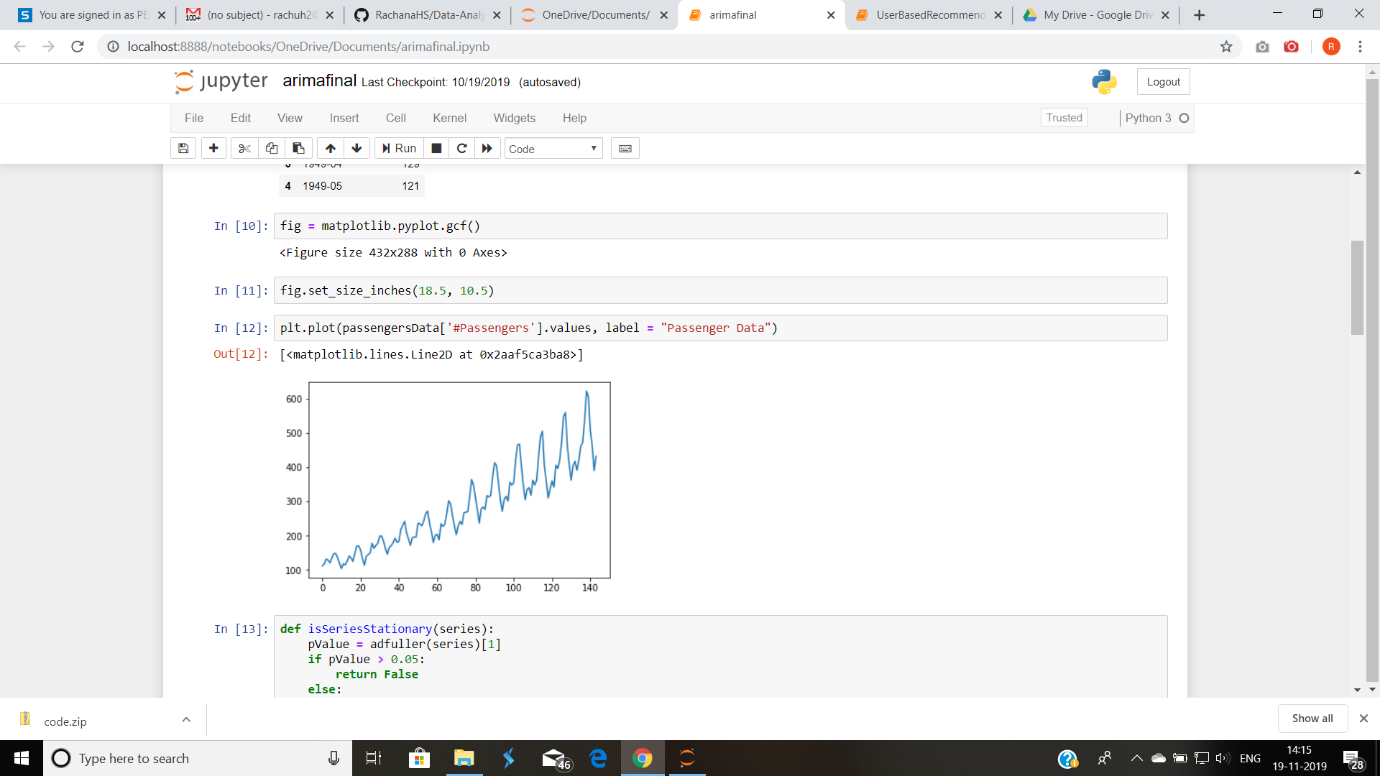 You are signed in as PE
(no subject) - rachuh2@
RachanaHS/Data-Analy
OneDrive/Documents/
arimafinal
UserBasedRecommend
My Drive - Google Driv
localhost:8888/notebooks/OneDrive/Documents/arimafinal.ipynb
R
jupyter arimafinal Last Checkpoint: 10/19/2019 (autosaved)
Logout
File Edit View Insert Cell Kernel Widgets Help
Trusted Python 3
Run Code
3 1949-04 129
4 1949-05 121
In [10]: fig = matplotlib.pyplot.gcf()
<Figure size 432x288 with 0 Axes>
In [11]: fig.set_size_inches(18.5, 10.5)
In [12]: plt.plot(passengersData['#Passengers'].values, label = "Passenger Data")
Out[12]: [<matplotlib.lines.Line2D at 0x2aaf5ca3ba8>]
600
500
400
300
200
100
0 20 40 60 80 100 120 140
In [13]: def isSeriesStationary(series):
pValue = adfuller(series)[1]
if pValue > 0.05:
return False
else:
code.zip
Show all
Type here to search
46
ENG
14:15
19-11-2019
28